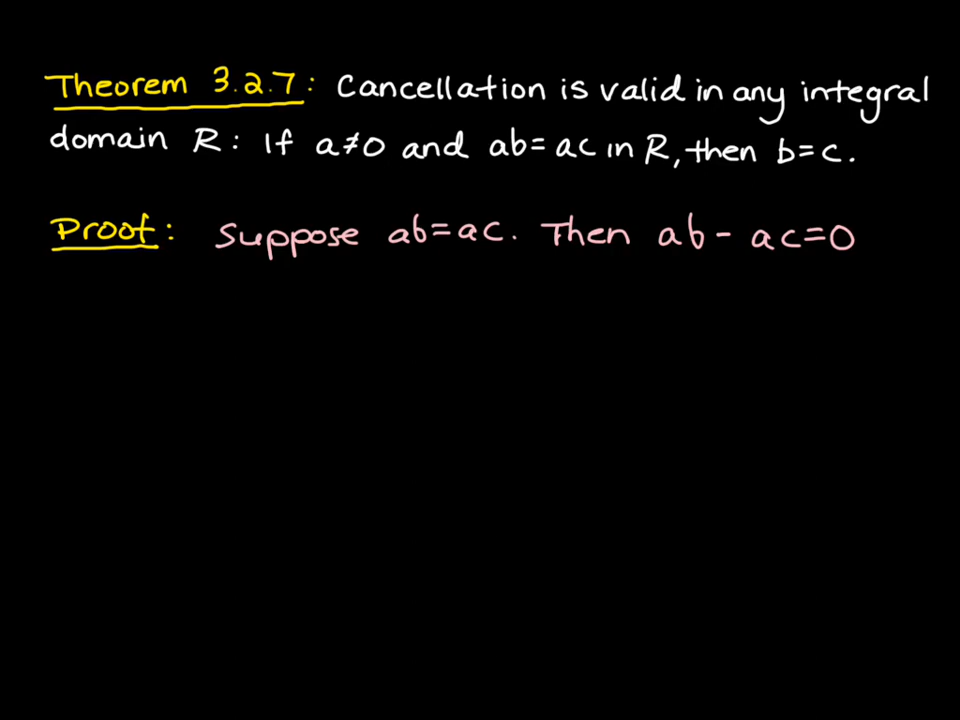 Theorem 3.2.7: Cancellation is valid in any integral
domain R: If a≠0 and ab=ac in R, then b=c.
Proof: Suppose ab=ac. Then ab-ac=0